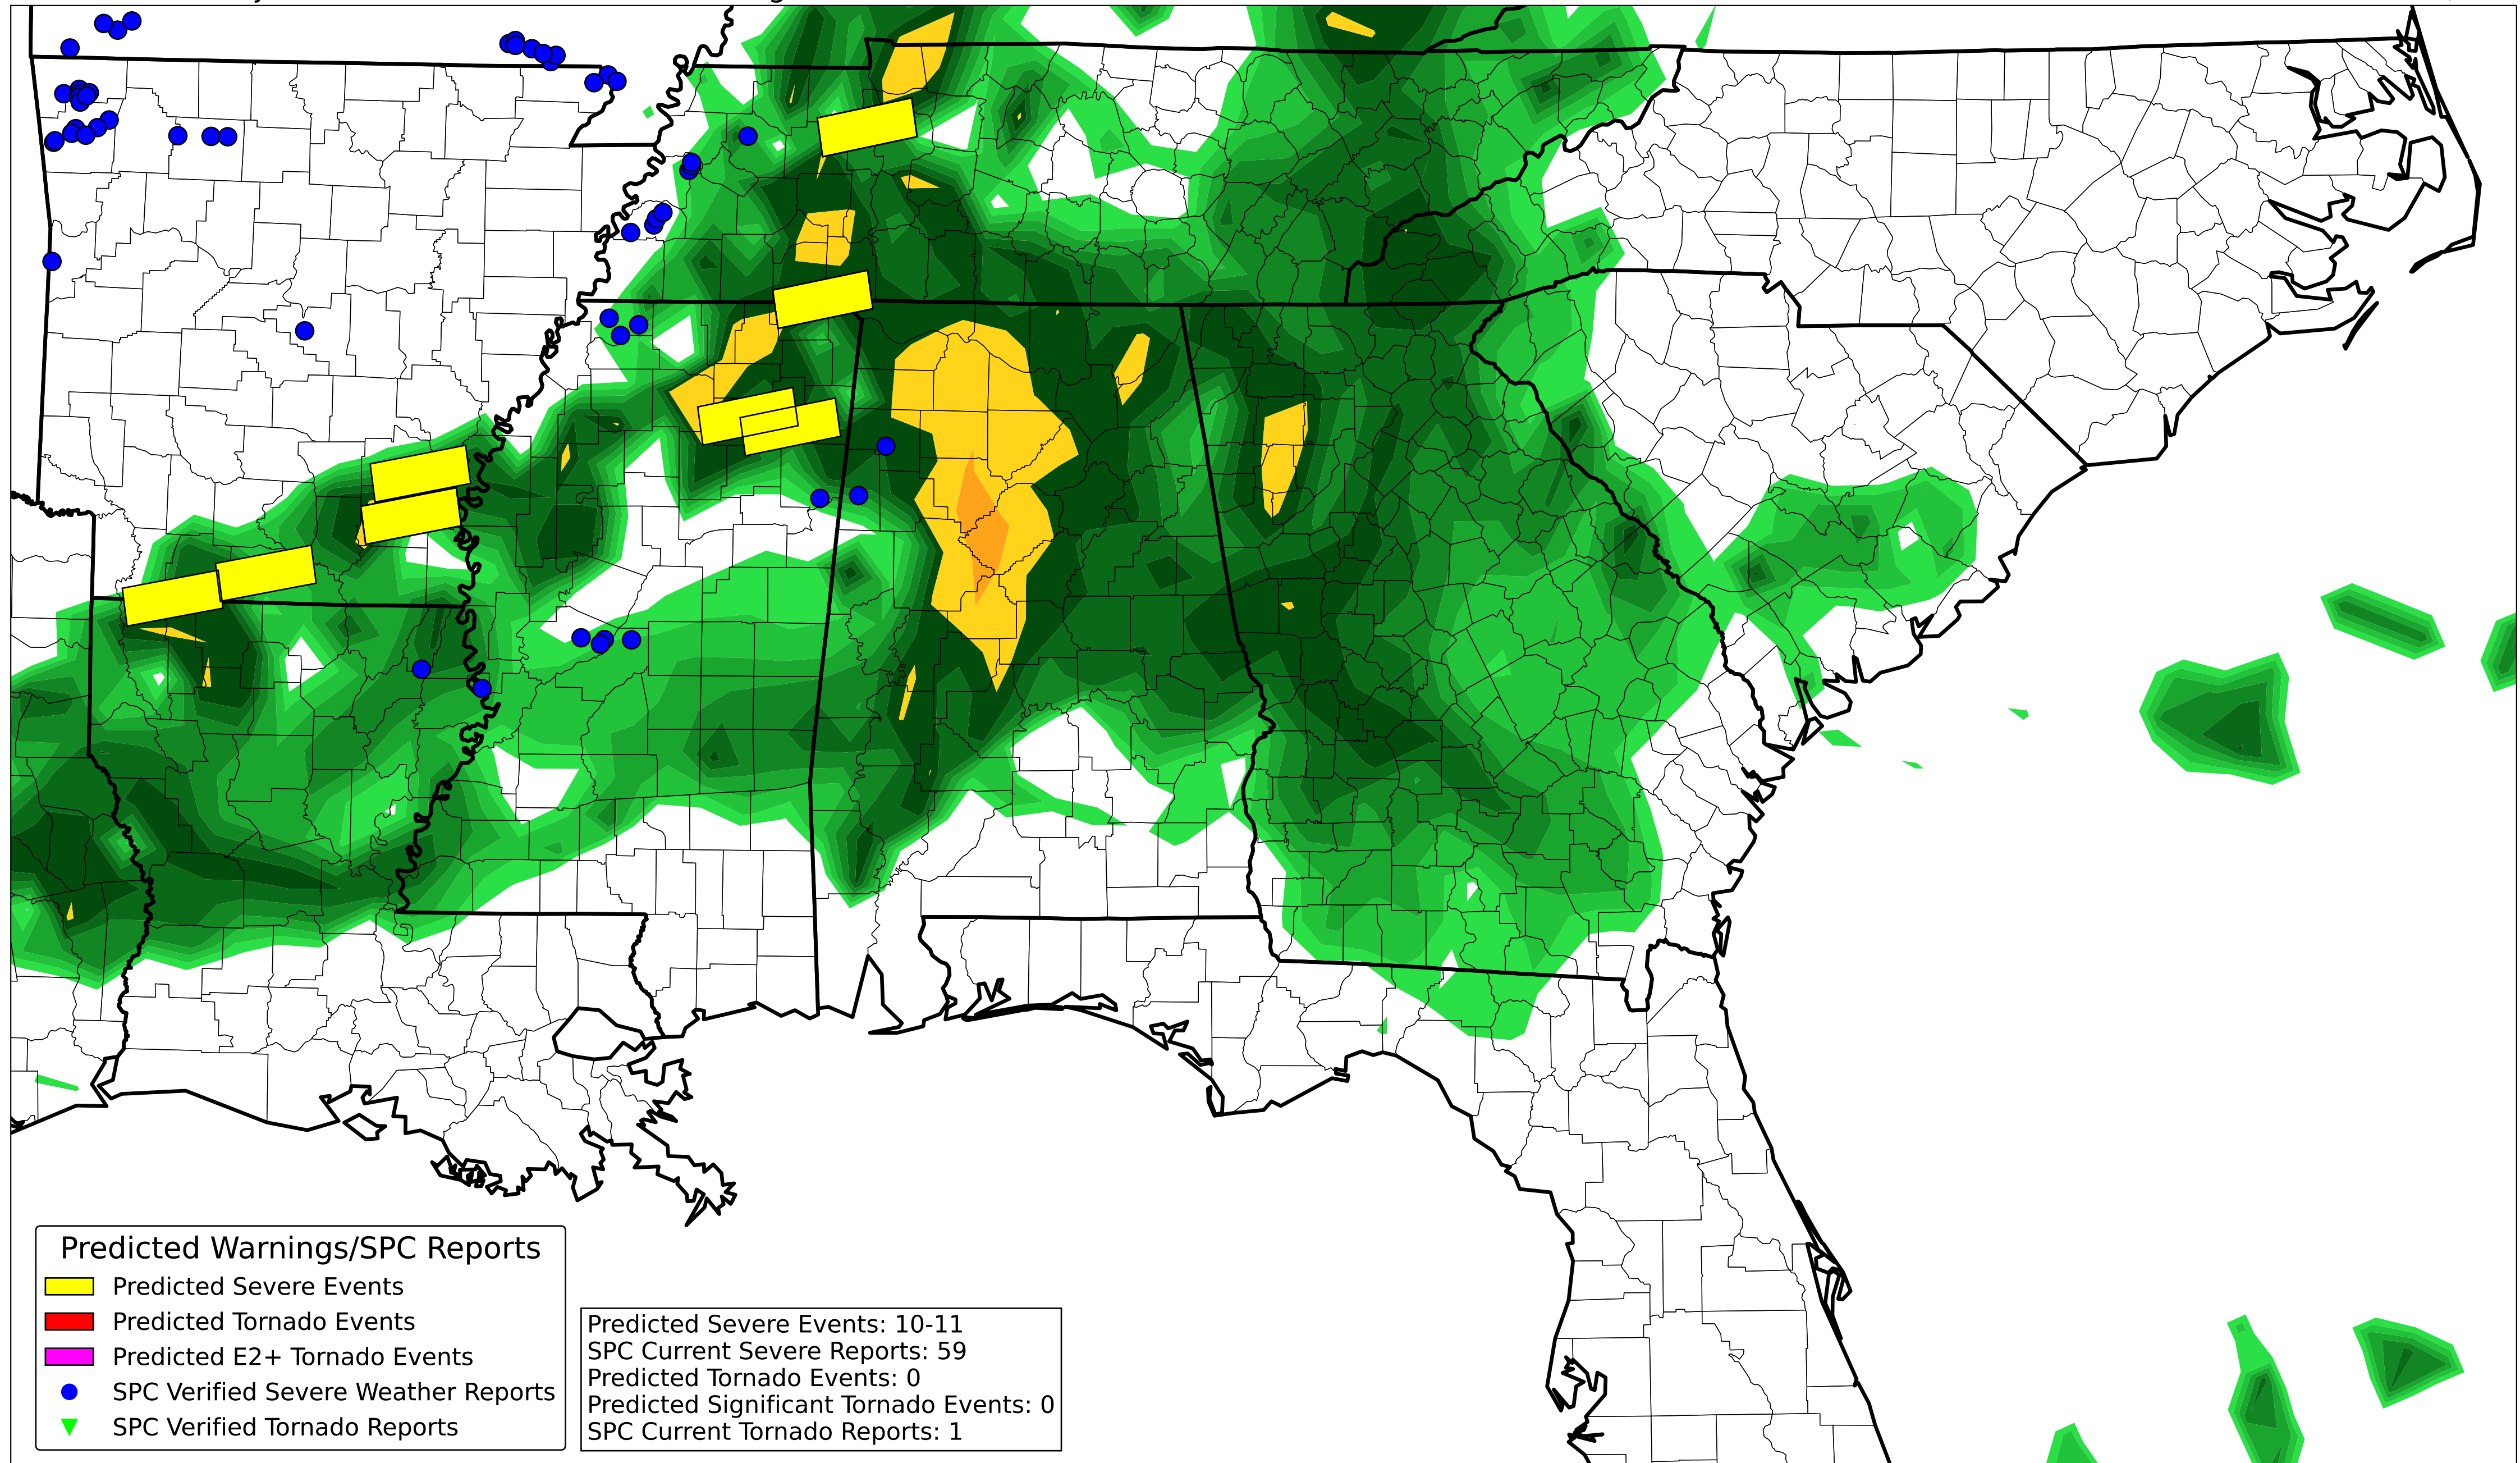 Predicted Warnings/SPC Reports
Predicted Severe Events
Predicted Tornado Events
Predicted E2+ Tornado Events
SPC Verified Severe Weather Reports
SPC Verified Tornado Reports
Predicted Severe Events: 10-11
SPC Current Severe Reports: 59
Predicted Tornado Events: 0
Predicted Significant Tornado Events: 0
SPC Current Tornado Reports: 1